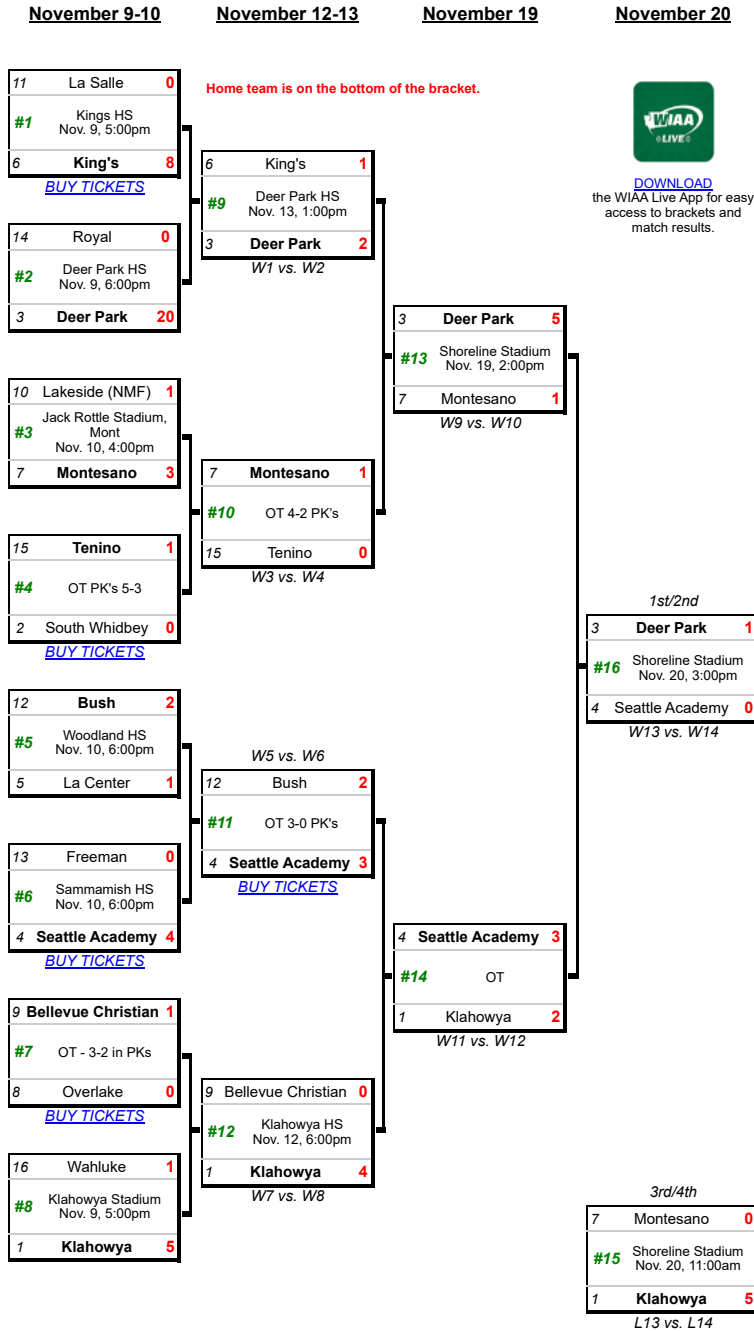 November 9-10
November 12-13
November 19
November 20
Home team is on the bottom of the bracket.
WIAA
LIVE
DOWNLOAD
the WIAA Live App for easy
access to brackets and
match results.
11 La Salle 0
#1 Kings HS
Nov. 9, 5:00pm
6 King's 8
BUY TICKETS
14 Royal 0
#2 Deer Park HS
Nov. 9, 6:00pm
3 Deer Park 20
10 Lakeside (NMF) 1
#3 Jack Rottle Stadium,
Mont
Nov. 10, 4:00pm
7 Montesano 3
15 Tenino 1
#4 OT PK's 5-3
2 South Whidbey 0
BUY TICKETS
12 Bush 2
#5 Woodland HS
Nov. 10, 6:00pm
5 La Center 1
13 Freeman 0
#6 Sammamish HS
Nov. 10, 6:00pm
4 Seattle Academy 4
BUY TICKETS
9 Bellevue Christian 1
#7 OT - 3-2 in PKs
8 Overlake 0
BUY TICKETS
16 Wahluke 1
#8 Klahowya Stadium
Nov. 9, 5:00pm
1 Klahowya 5
6 King's 1
#9 Deer Park HS
Nov. 13, 1:00pm
3 Deer Park 2
W1 vs. W2
7 Montesano 1
#10 OT 4-2 PK's
15 Tenino 0
W3 vs. W4
W5 vs. W6
12 Bush 2
#11 OT 3-0 PK's
4 Seattle Academy 3
BUY TICKETS
9 Bellevue Christian 0
#12 Klahowya HS
Nov. 12, 6:00pm
1 Klahowya 4
W7 vs. W8
3 Deer Park 5
#13 Shoreline Stadium
Nov. 19, 2:00pm
7 Montesano 1
W9 vs. W10
4 Seattle Academy 3
#14 OT
1 Klahowya 2
W11 vs. W12
1st/2nd
3 Deer Park 1
#16 Shoreline Stadium
Nov. 20, 3:00pm
4 Seattle Academy 0
W13 vs. W14
3rd/4th
7 Montesano 0
#15 Shoreline Stadium
Nov. 20, 11:00am
1 Klahowya 5
L13 vs. L14